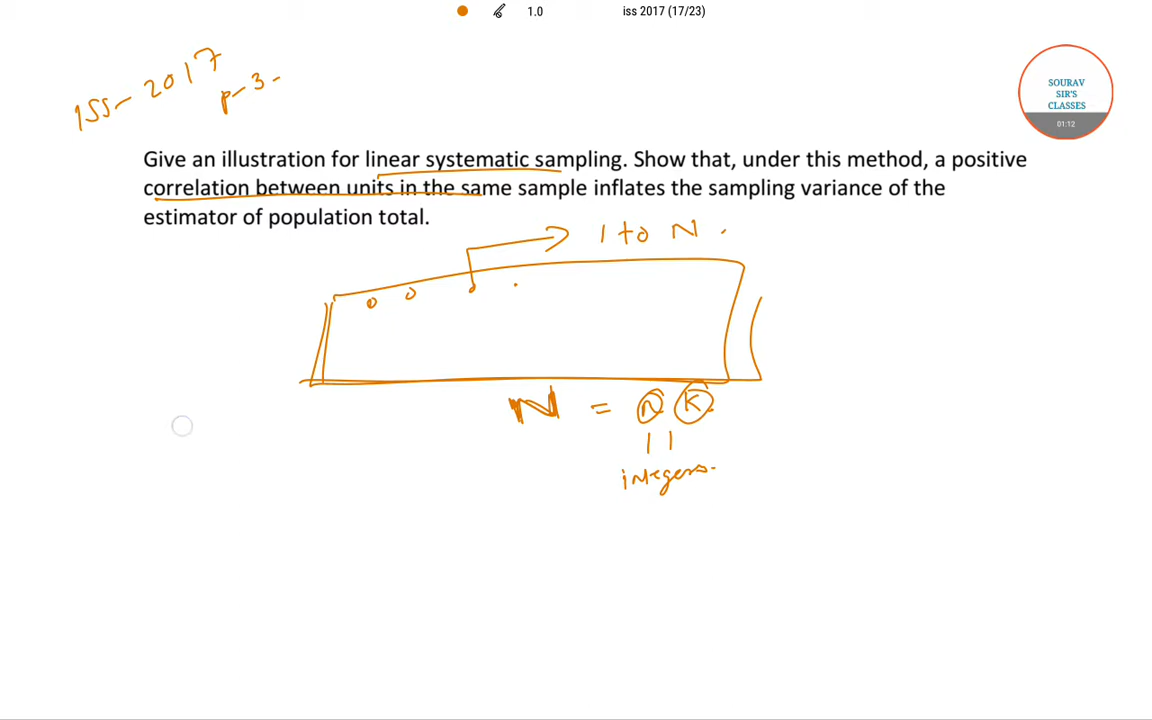 1.0
iss 2017 (17/23)
ISS- 2017
P-3-
SOURAV
SIR'S
CLASSES
01:12
Give an illustration for linear systematic sampling. Show that, under this method, a positive
correlation between units in the same sample inflates the sampling variance of the
estimator of population total.
1 to N.
N = n K.
integers.